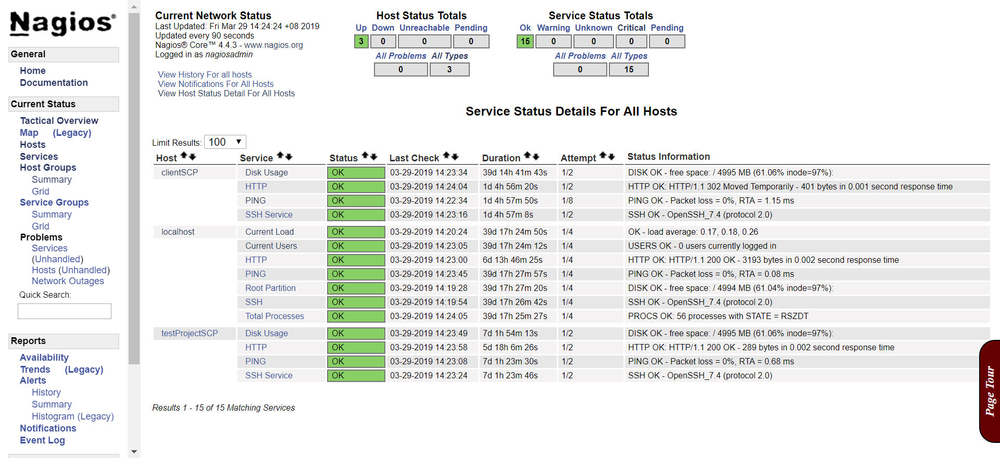 Nagios®
General
Home
Documentation
Current Status
Tactical Overview
Map (Legacy)
Hosts
Services
Host Groups
Summary
Grid
Service Groups
Summary
Grid
Problems
Services
(Unhandled)
Hosts (Unhandled)
Network Outages
Quick Search:
Reports
Availability
Trends (Legacy)
Alerts
History
Summary
Histogram (Legacy)
Notifications
Event Log
Current Network Status
Last Updated: Fri Mar 29 14:24:24 +08 2019
Updated every 90 seconds
Nagios® Core™ 4.4.3 - www.nagios.org
Logged in as nagiosadmin
View History For all hosts
View Notifications For All Hosts
View Host Status Detail For All Hosts
Host Status Totals
Up Down Unreachable Pending
3 0 0 0
All Problems All Types
0 3
Service Status Totals
Ok Warning Unknown Critical Pending
15 0 0 0 0
All Problems All Types
0 15
Service Status Details For All Hosts
Limit Results: 100
Host Service Status Last Check Duration Attempt Status Information
clientSCP Disk Usage OK 03-29-2019 14:23:34 39d 14h 41m 43s 1/2 DISK OK - free space: / 4995 MB (61.06% inode=97%):
HTTP OK 03-29-2019 14:24:04 1d 4h 56m 20s 1/2 HTTP OK: HTTP/1.1 302 Moved Temporarily - 401 bytes in 0.001 second response time
PING OK 03-29-2019 14:22:34 1d 4h 57m 50s 1/8 PING OK - Packet loss = 0%, RTA = 1.15 ms
SSH Service OK 03-29-2019 14:23:16 1d 4h 57m 8s 1/2 SSH OK - OpenSSH_7.4 (protocol 2.0)
localhost Current Load OK 03-29-2019 14:20:24 39d 17h 24m 50s 1/4 OK - load average: 0.17, 0.18, 0.26
Current Users OK 03-29-2019 14:23:05 39d 17h 24m 12s 1/4 USERS OK - 0 users currently logged in
HTTP OK 03-29-2019 14:23:00 6d 13h 46m 25s 1/4 HTTP OK: HTTP/1.1 200 OK - 3193 bytes in 0.002 second response time
PING OK 03-29-2019 14:23:45 39d 17h 27m 57s 1/4 PING OK - Packet loss = 0%, RTA = 0.08 ms
Root Partition OK 03-29-2019 14:19:28 39d 17h 27m 20s 1/4 DISK OK - free space: / 4994 MB (61.04% inode=97%):
SSH OK 03-29-2019 14:19:54 39d 17h 26m 42s 1/4 SSH OK - OpenSSH_7.4 (protocol 2.0)
Total Processes OK 03-29-2019 14:24:05 39d 17h 25m 27s 1/4 PROCS OK: 56 processes with STATE = RSZDT
testProjectSCP Disk Usage OK 03-29-2019 14:23:49 7d 1h 54m 13s 1/2 DISK OK - free space: / 4995 MB (61.06% inode=97%):
HTTP OK 03-29-2019 14:23:58 5d 18h 6m 26s 1/2 HTTP OK: HTTP/1.1 200 OK - 289 bytes in 0.002 second response time
PING OK 03-29-2019 14:23:08 7d 1h 23m 30s 1/2 PING OK - Packet loss = 0%, RTA = 0.68 ms
SSH Service OK 03-29-2019 14:23:24 7d 1h 23m 46s 1/2 SSH OK - OpenSSH_7.4 (protocol 2.0)
Results 1 - 15 of 15 Matching Services
Page Tour